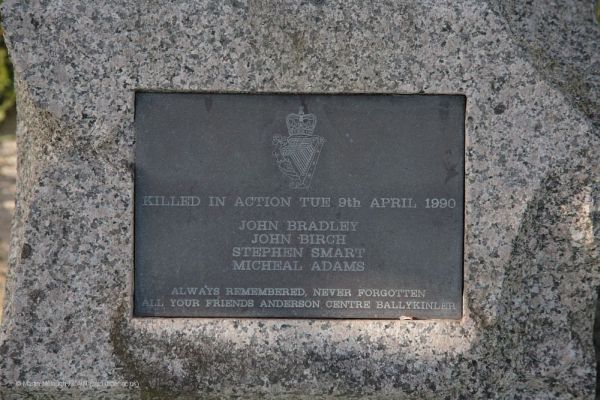 KILLED IN ACTION TUE 9th APRIL 1990
JOHN BRADLEY
JOHN BIRCH
STEPHEN SMART
MICHEAL ADAMS
ALWAYS REMEMBERED, NEVER FORGOTTEN
ALL YOUR FRIENDS ANDERSON CENTRE BALLYKINLER